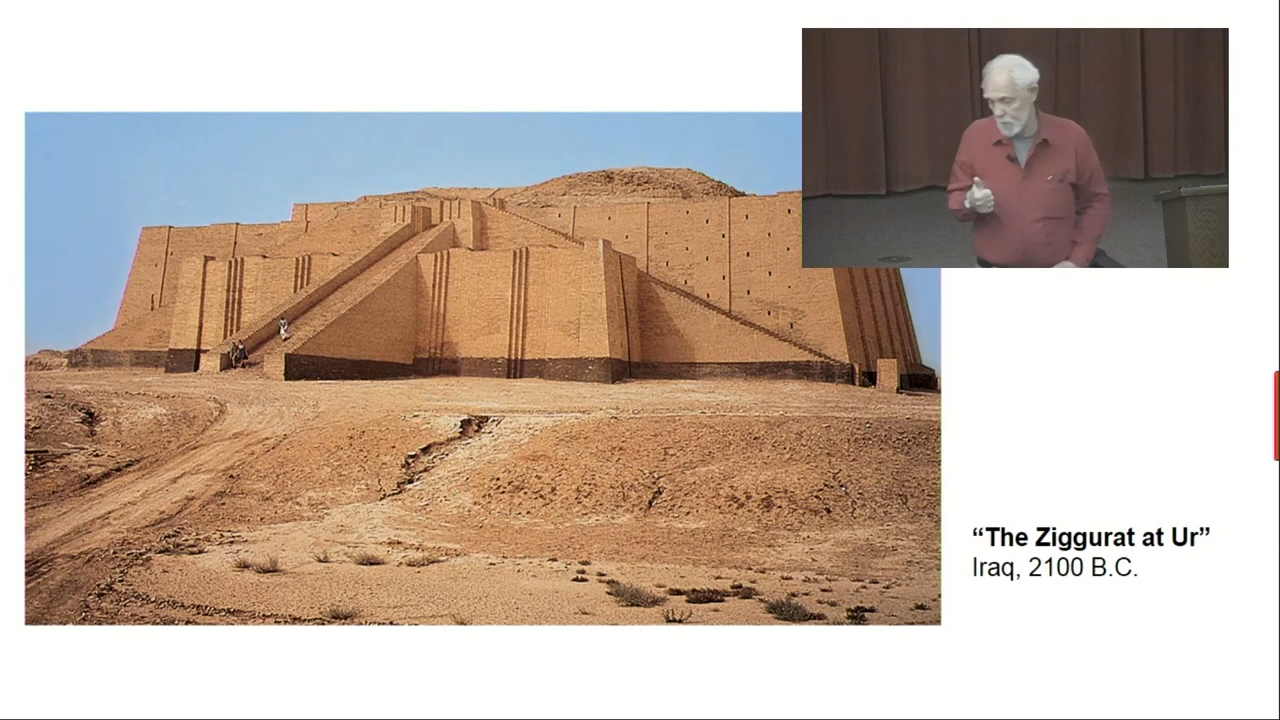 “The Ziggurat at Ur”
Iraq, 2100 B.C.